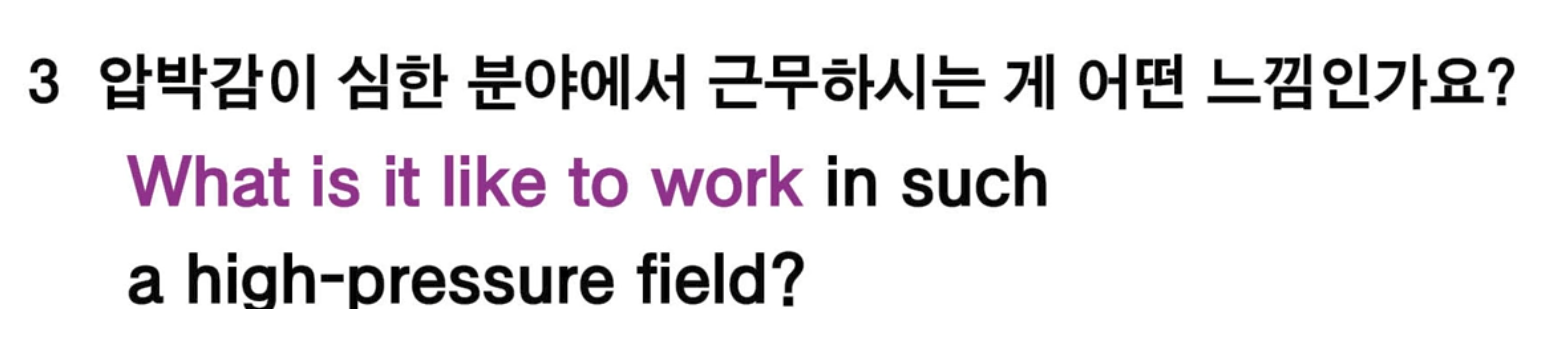 3 압박감이 심한 분야에서 근무하시는 게 어떤 느낌인가요?
What is it like to work in such
a high-pressure field?